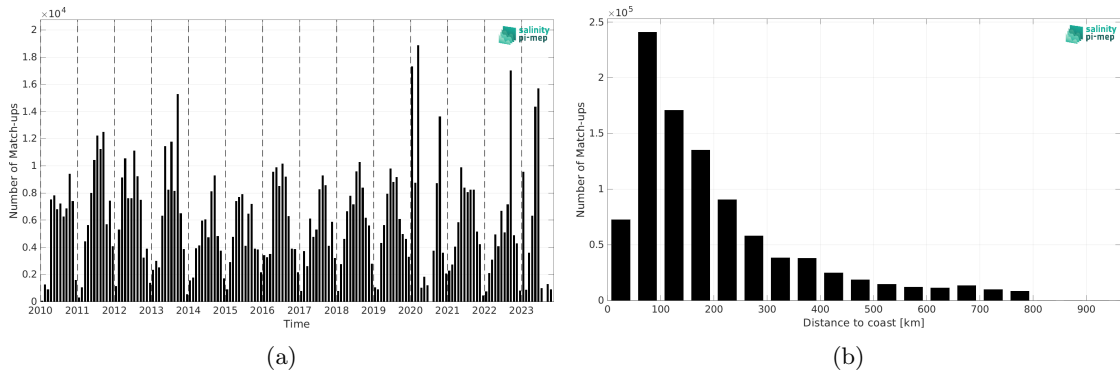 ×10⁴
2
1.8
1.6
1.4
1.2
1
0.8
0.6
0.4
0.2
0
Number of Match-ups
2010 2011 2012 2013 2014 2015 2016 2017 2018 2019 2020 2021 2022 2023
Time
salinity
pi-mep
(a)
×10⁵
2.5
2
1.5
1
0.5
0
Number of Match-ups
0 100 200 300 400 500 600 700 800 900
Distance to coast [km]
salinity
pi-mep
(b)